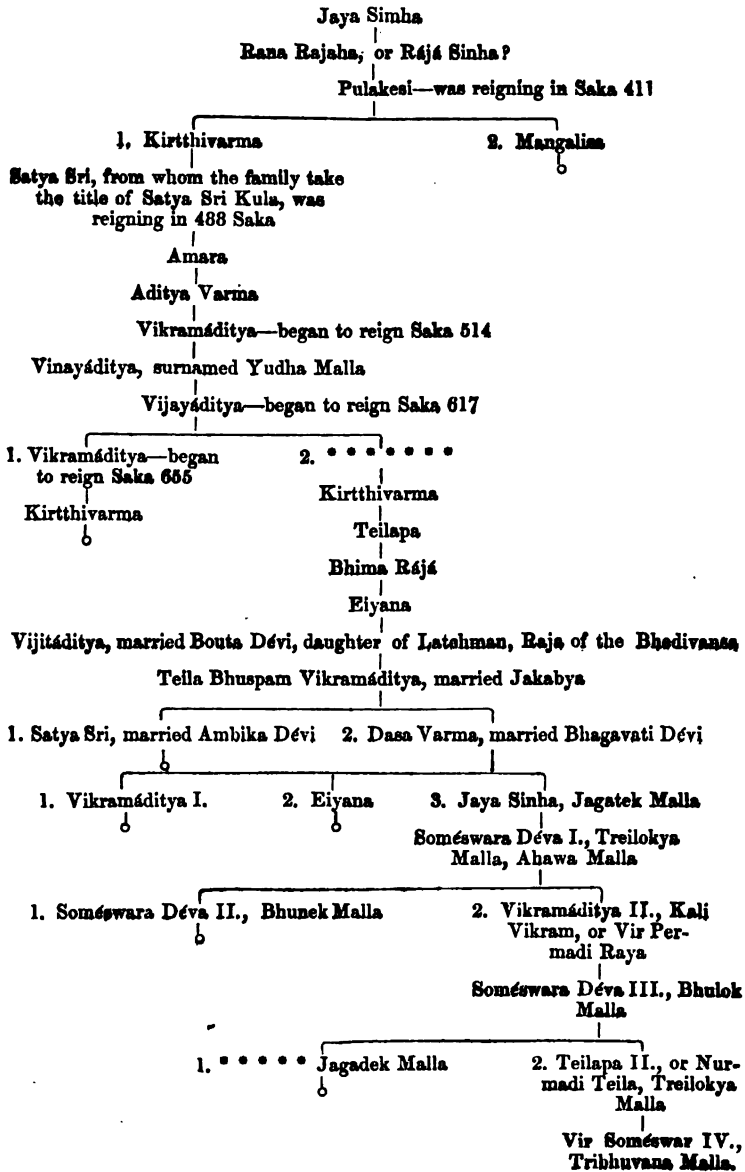 Jaya Simha
Rana Rajaha, or Rájá Sinha?
Pulakesi—was reigning in Saka 411
1. Kirtthivarma 2. Mangalisa
Satya Sri, from whom the family take
the title of Satya Sri Kula, was
reigning in 488 Saka
Amara
Aditya Varma
Vikramáditya—began to reign Saka 514
Vinayáditya, surnamed Yudha Malla
Vijayáditya—began to reign Saka 617
1. Vikramáditya—began
to reign Saka 655
2. * * * * * * *
Kirtthivarma
Kirtthivarma
Teilapa
Bhima Rájá
Eiyana
Vijitáditya, married Bouta Dévi, daughter of Latchman, Raja of the Bhedivansa
Teila Bhuspam Vikramáditya, married Jakabya
1. Satya Sri, married Ambika Dévi 2. Dasa Varma, married Bhagavati Dévi
1. Vikramáditya I. 2. Eiyana 3. Jaya Sinha, Jagatek Malla
Soméswara Déva I., Treilokya
Malla, Ahawa Malla
1. Soméswara Déva II., Bhunek Malla
2. Vikramáditya II., Kali
Vikram, or Vir Per-
madi Raya
Soméswara Déva III., Bhulok
Malla
1. * * * * * Jagadek Malla
2. Teilapa II., or Nur-
madi Teila, Treilokya
Malla
Vir Soméswar IV.,
Tribhuvana Malla.